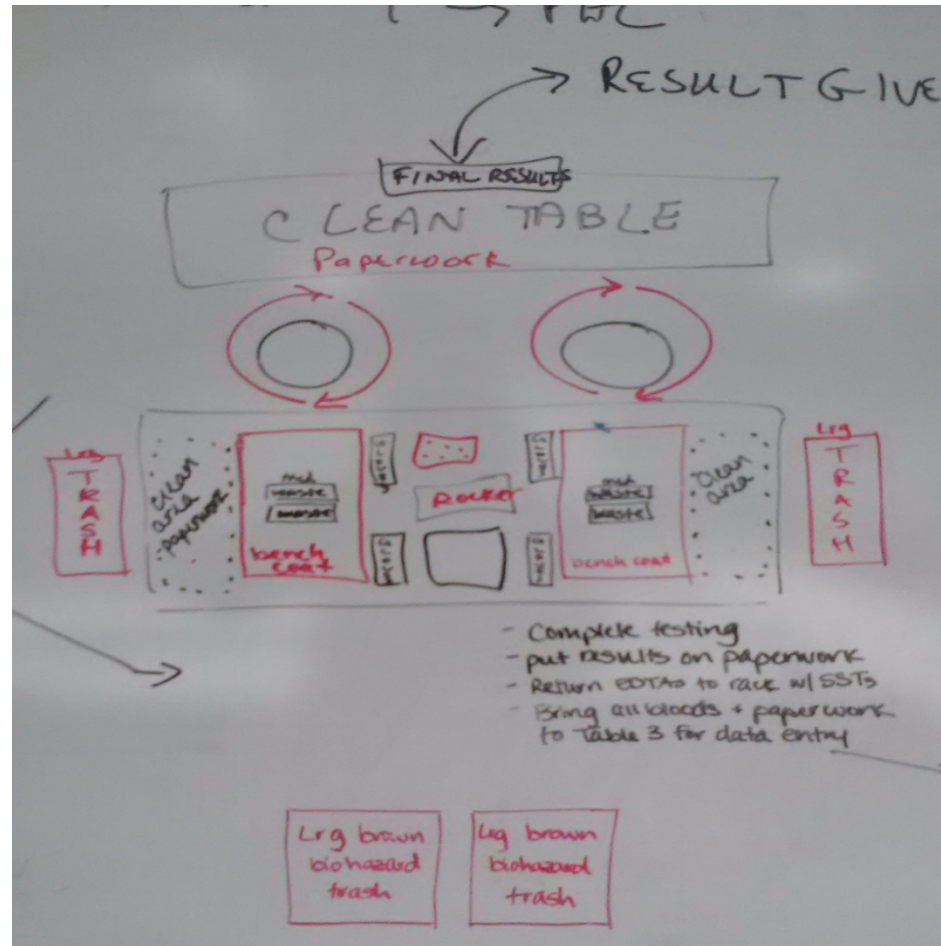 RESULT GIVE
FINAL RESULTS
CLEAN TABLE
Paperwork
Lrg
TRASH
clean
area
paperwork
waste
waste
bench
coat
Rocker
waste
waste
bench coat
Clean
area
Lrg
TRASH
- Complete testing
- put results on paperwork
- Return EDTAs to rack w/ SSTs
- Bring all bloods + paperwork
to Table 3 for data entry
Lrg brown
biohazard
trash
Lrg brown
biohazard
trash